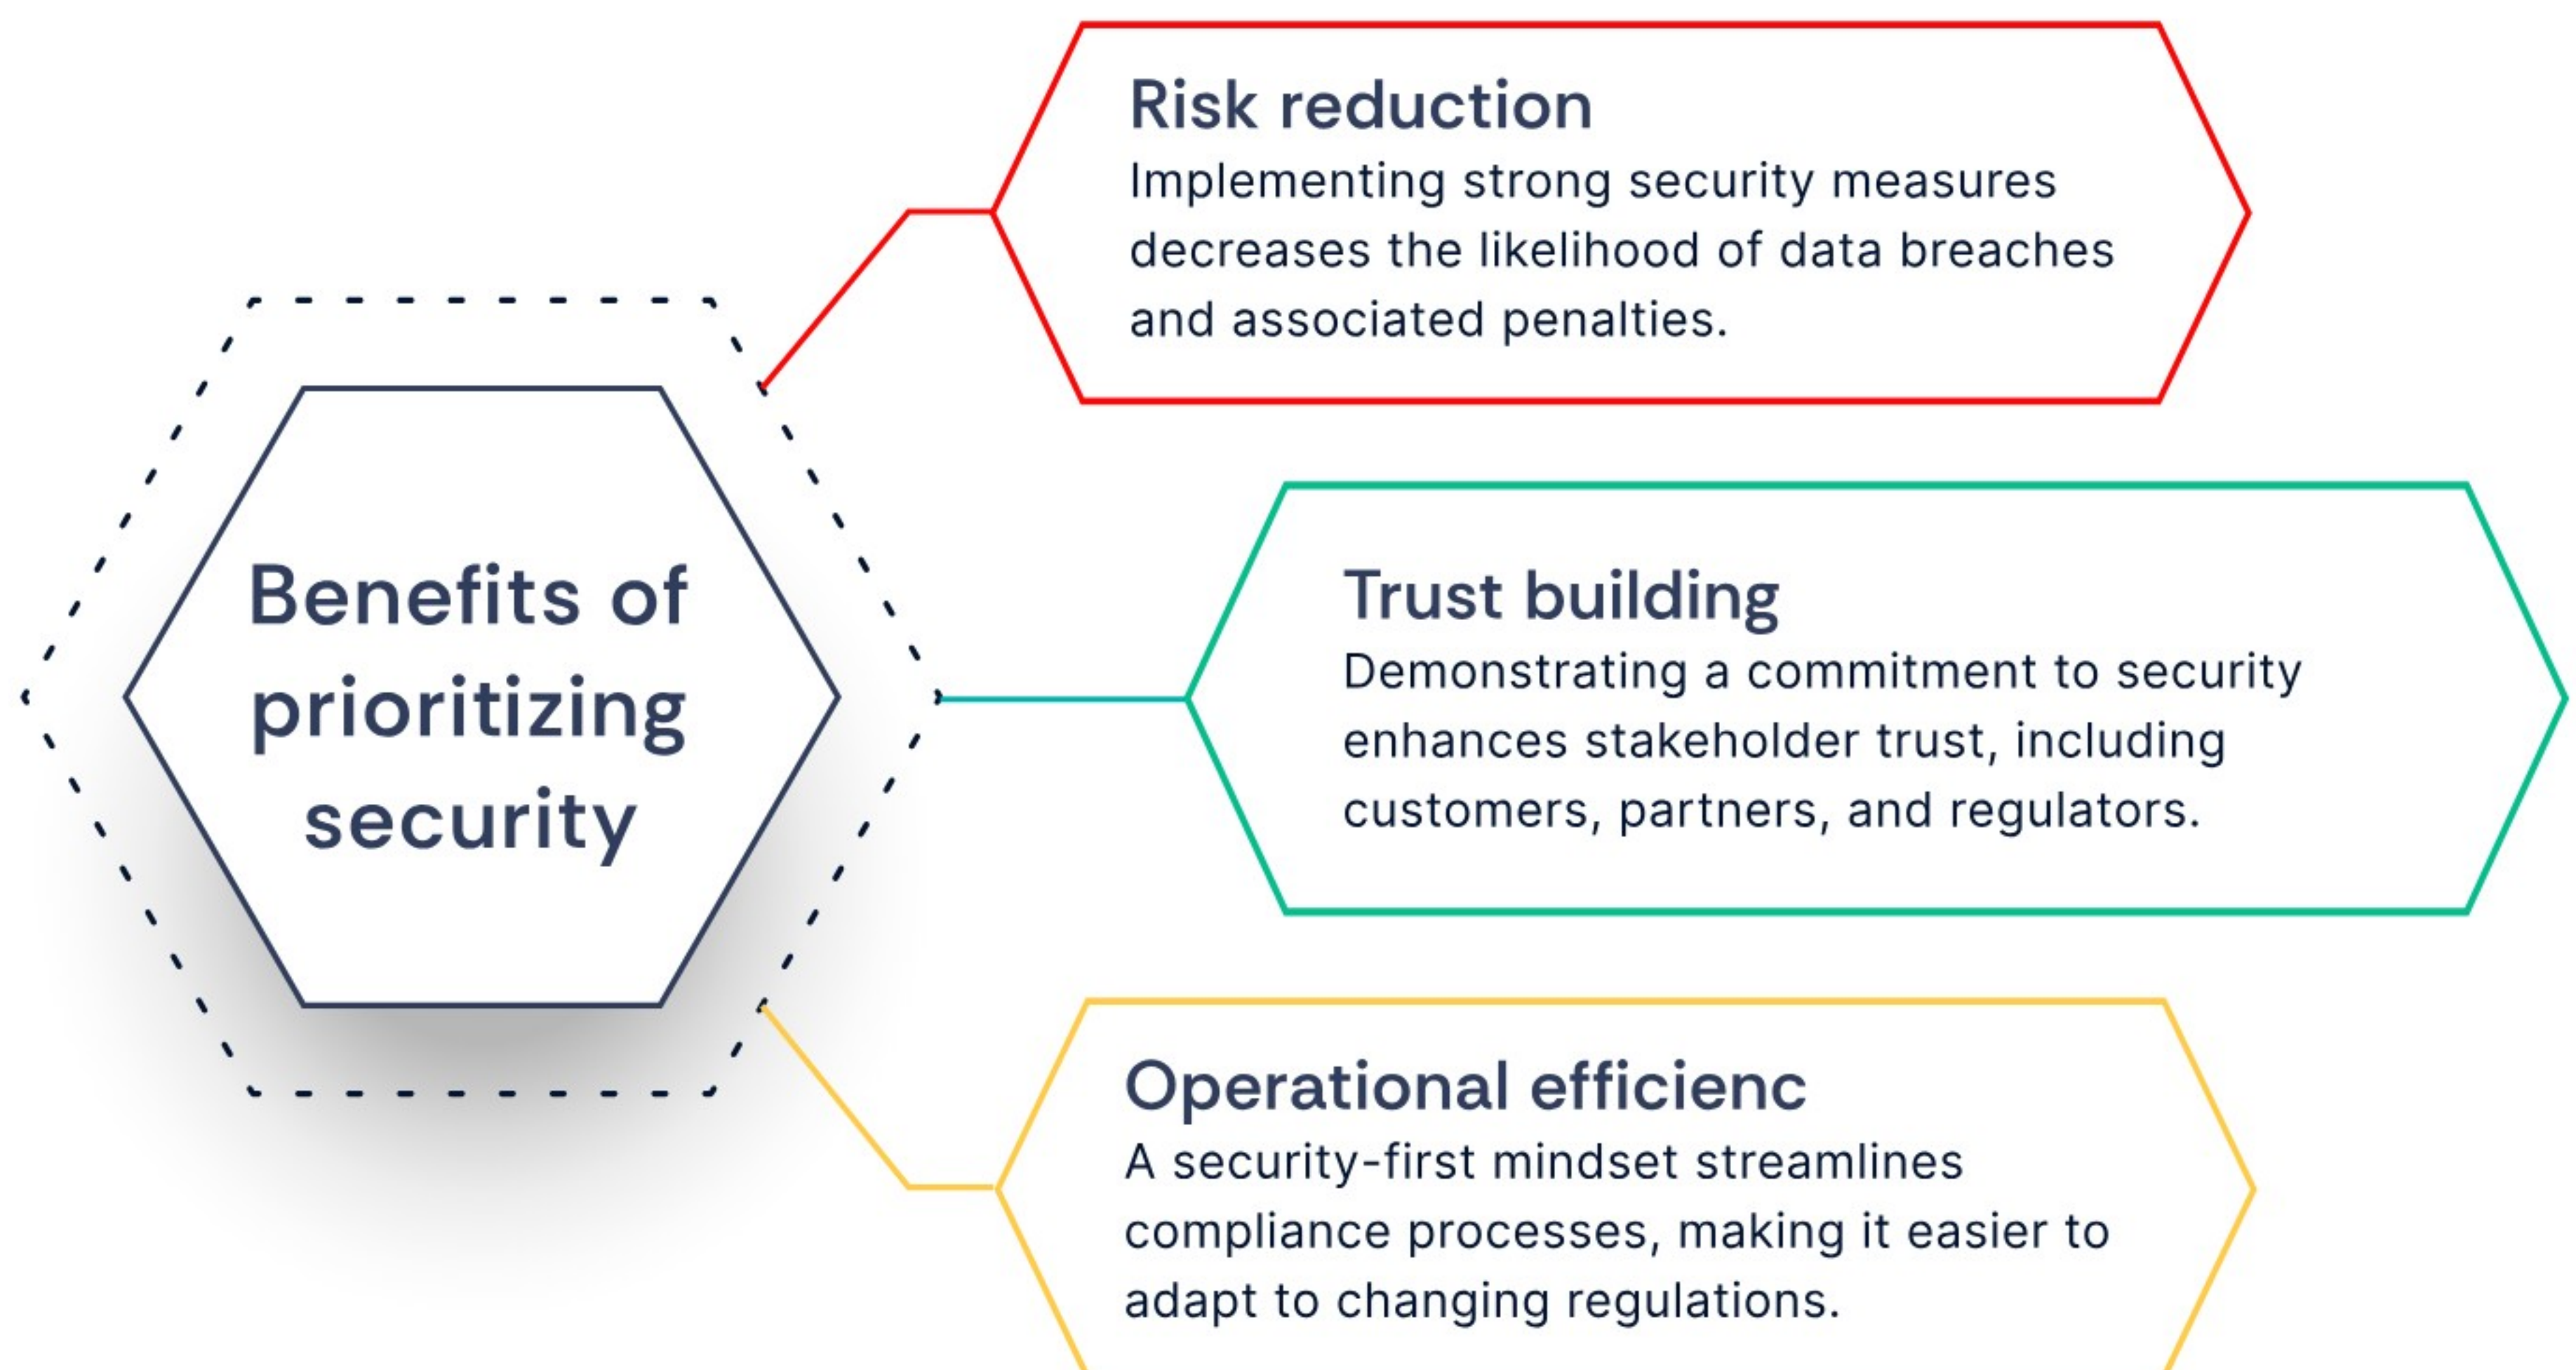 Benefits of
prioritizing
security
Risk reduction
Implementing strong security measures
decreases the likelihood of data breaches
and associated penalties.
Trust building
Demonstrating a commitment to security
enhances stakeholder trust, including
customers, partners, and regulators.
Operational efficienc
A security-first mindset streamlines
compliance processes, making it easier to
adapt to changing regulations.